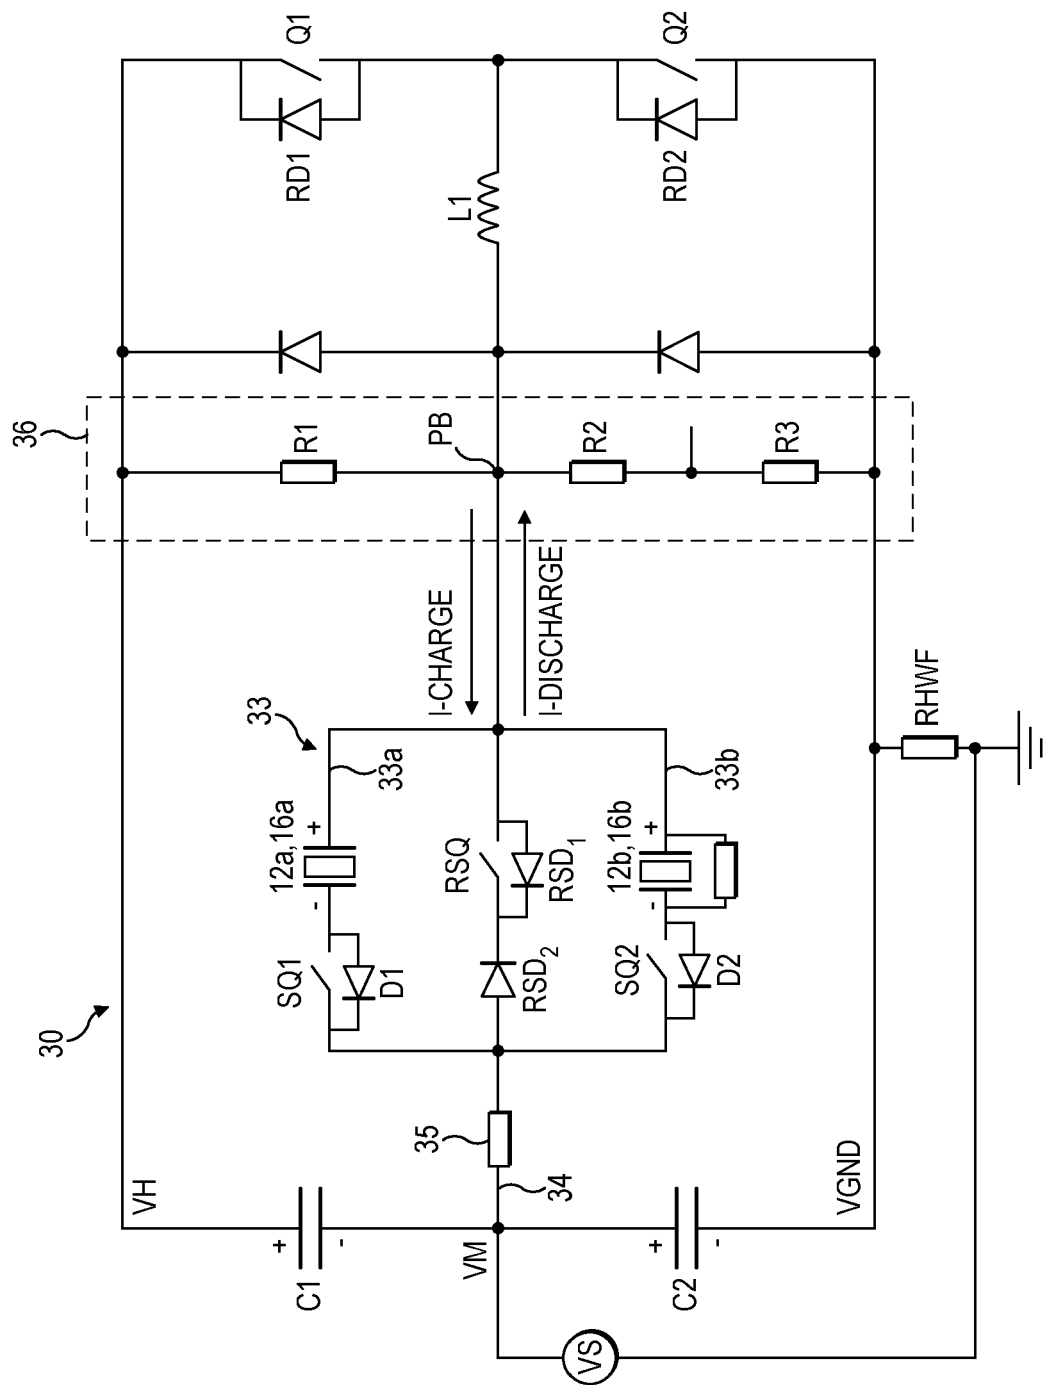 Q1
RD1
Q2
RD2
L1
36
R1
PB
R2
R3
I-CHARGE
I-DISCHARGE
33
33a
33b
12a,16a
+
-
SQ1
D1
RSQ
RSD1
RSD2
12b,16b
+
-
SQ2
D2
RHWF
30
35
34
VH
VM
VGND
+
-
C1
+
-
C2
VS